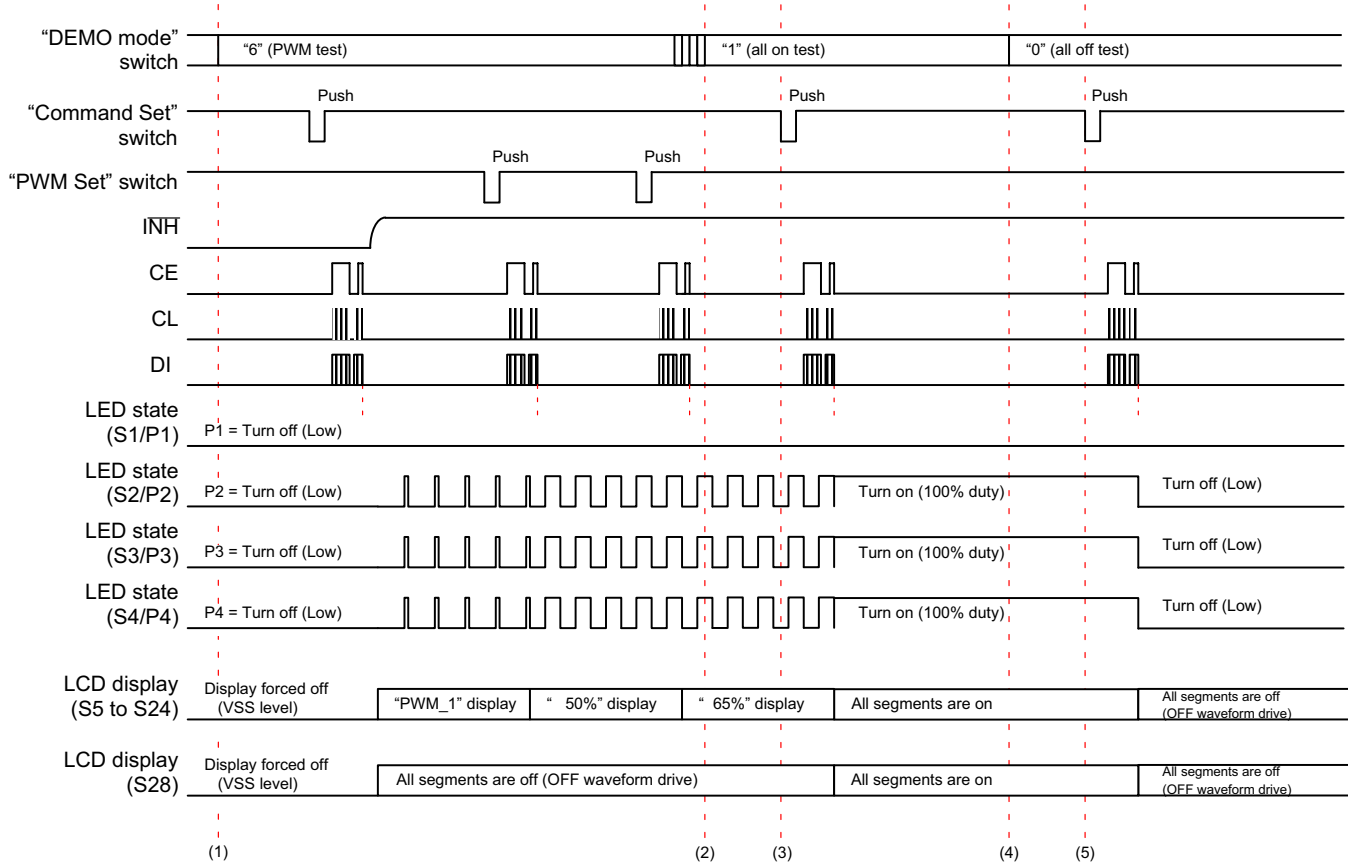 “DEMO mode”
switch
“6” (PWM test)
“1” (all on test)
“0” (all off test)
“Command Set”
switch
Push
Push
Push
“PWM Set” switch
Push
Push
INH
CE
CL
DI
LED state
(S1/P1)
P1 = Turn off (Low)
LED state
(S2/P2)
P2 = Turn off (Low)
Turn on (100% duty)
Turn off (Low)
LED state
(S3/P3)
P3 = Turn off (Low)
Turn on (100% duty)
Turn off (Low)
LED state
(S4/P4)
P4 = Turn off (Low)
Turn on (100% duty)
Turn off (Low)
LCD display
(S5 to S24)
Display forced off
(VSS level)
“PWM_1” display
“ 50%” display
“ 65%” display
All segments are on
All segments are off
(OFF waveform drive)
LCD display
(S28)
Display forced off
(VSS level)
All segments are off (OFF waveform drive)
All segments are on
All segments are off
(OFF waveform drive)
(1)
(2)
(3)
(4)
(5)